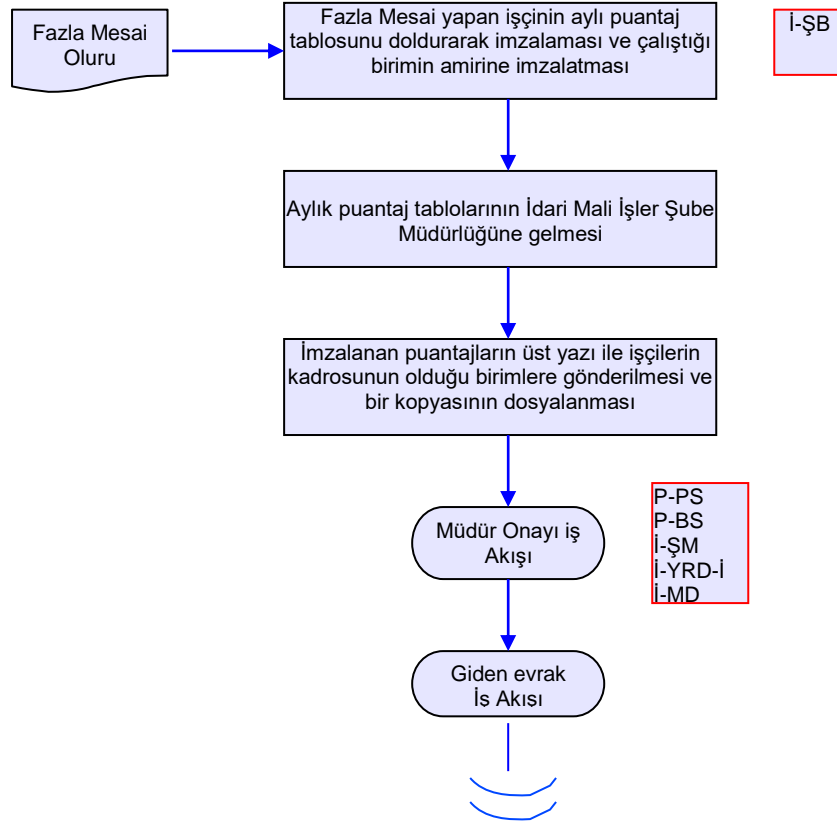 Fazla Mesai
Oluru
Fazla Mesai yapan işçinin aylı puantaj
tablosunu doldurarak imzalaması ve çalıştığı
birimin amirine imzalatması
İ-ŞB
Aylık puantaj tablolarının İdari Mali İşler Şube
Müdürlüğüne gelmesi
İmzalanan puantajların üst yazı ile işçilerin
kadrosunun olduğu birimlere gönderilmesi ve
bir kopyasının dosyalanması
Müdür Onayı iş
Akışı
P-PS
P-BS
İ-ŞM
İ-YRD-İ
İ-MD
Giden evrak
İş Akışı